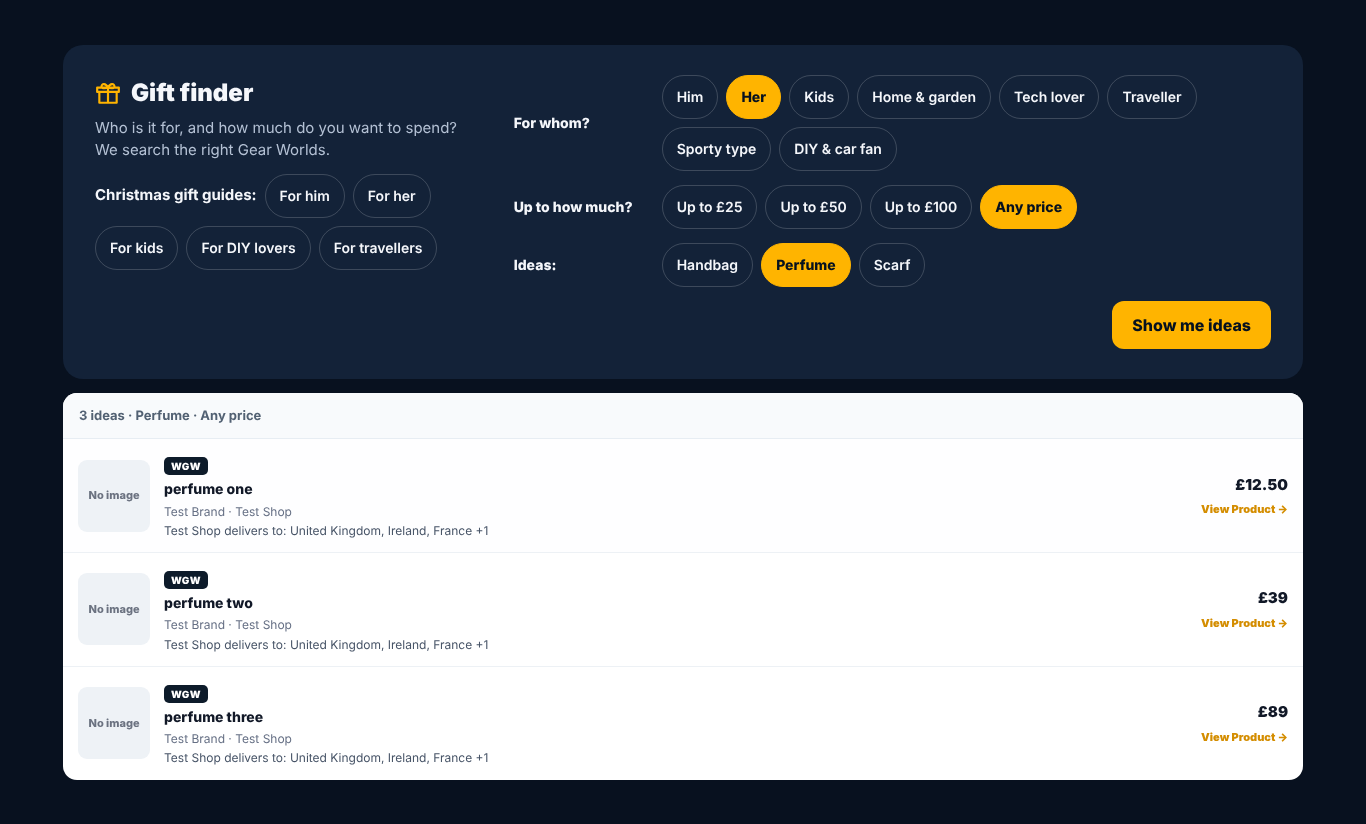 Gift finder
Who is it for, and how much do you want to spend?
We search the right Gear Worlds.
Christmas gift guides: For him For her
For kids For DIY lovers For travellers
For whom?
Him Her Kids Home & garden Tech lover Traveller
Sporty type DIY & car fan
Up to how much? Up to £25 Up to £50 Up to £100 Any price
Ideas: Handbag Perfume Scarf
Show me ideas
3 ideas · Perfume · Any price
No image
WGW
perfume one
Test Brand · Test Shop
Test Shop delivers to: United Kingdom, Ireland, France +1
£12.50
View Product →
No image
WGW
perfume two
Test Brand · Test Shop
Test Shop delivers to: United Kingdom, Ireland, France +1
£39
View Product →
No image
WGW
perfume three
Test Brand · Test Shop
Test Shop delivers to: United Kingdom, Ireland, France +1
£89
View Product →